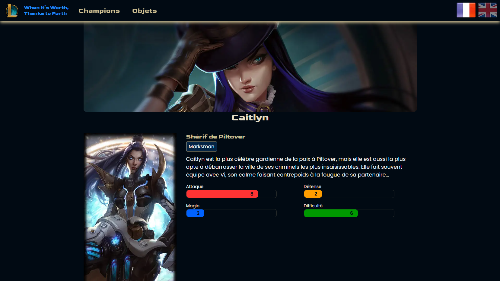 When it's Worth,
Thanks to Par1s
Champions
Objets
Caitlyn
Shérif de Piltover
Marksman
Caitlyn est la plus célèbre gardienne de la paix à Piltover, mais elle est aussi la plus
apte à débarrasser la ville de ses criminels les plus insaisissables. Elle fait souvent
équipe avec Vi, son calme faisant contrepoids à la fougue de sa partenaire...
Attaque
Défense
8
2
Magie
Difficulté
2
6